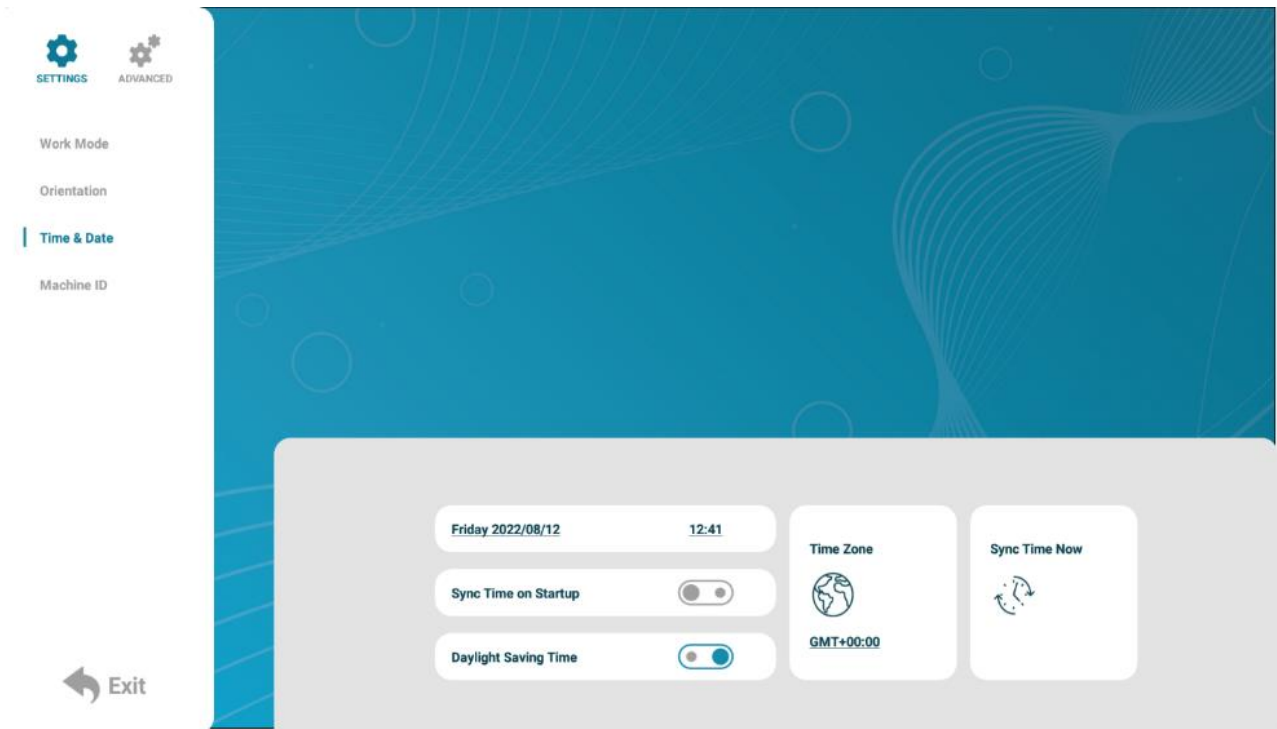 SETTINGS ADVANCED
Work Mode
Orientation
Time & Date
Machine ID
Exit
Friday 2022/08/12 12:41
Sync Time on Startup
Daylight Saving Time
Time Zone
GMT+00:00
Sync Time Now